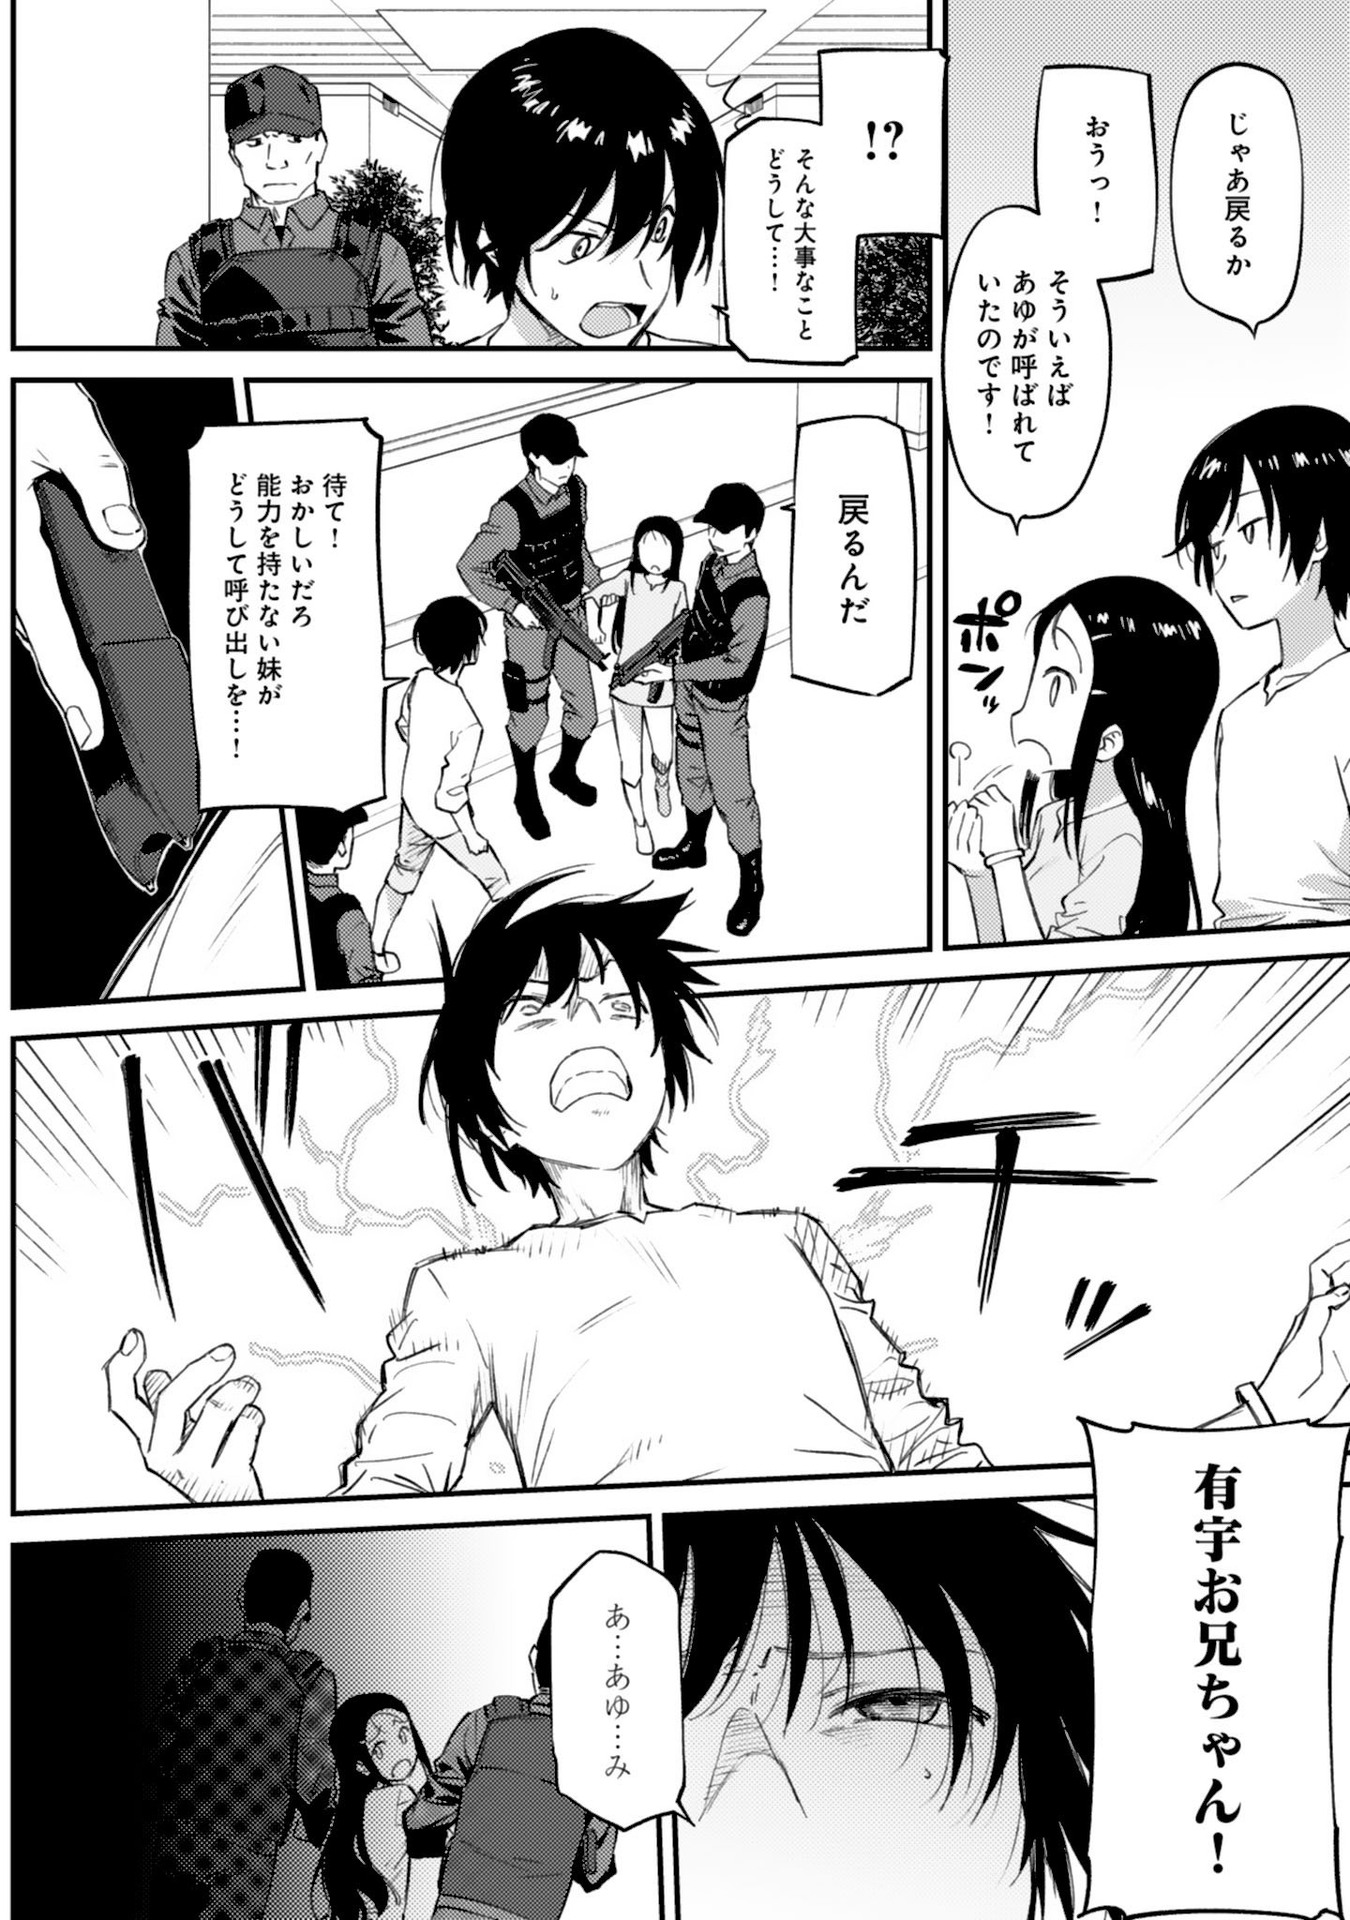 じゃあ戻るか
おうっ!
そういえば
あゆが呼ばれて
いたのです!
ポンッ
!?
そんな大事なこと
どうして…!
戻るんだ
待て!
おかしいだろ
能力を持たない妹が
どうして呼び出しを…!
バチ
有宇お兄ちゃん!
あ…あゆ…み